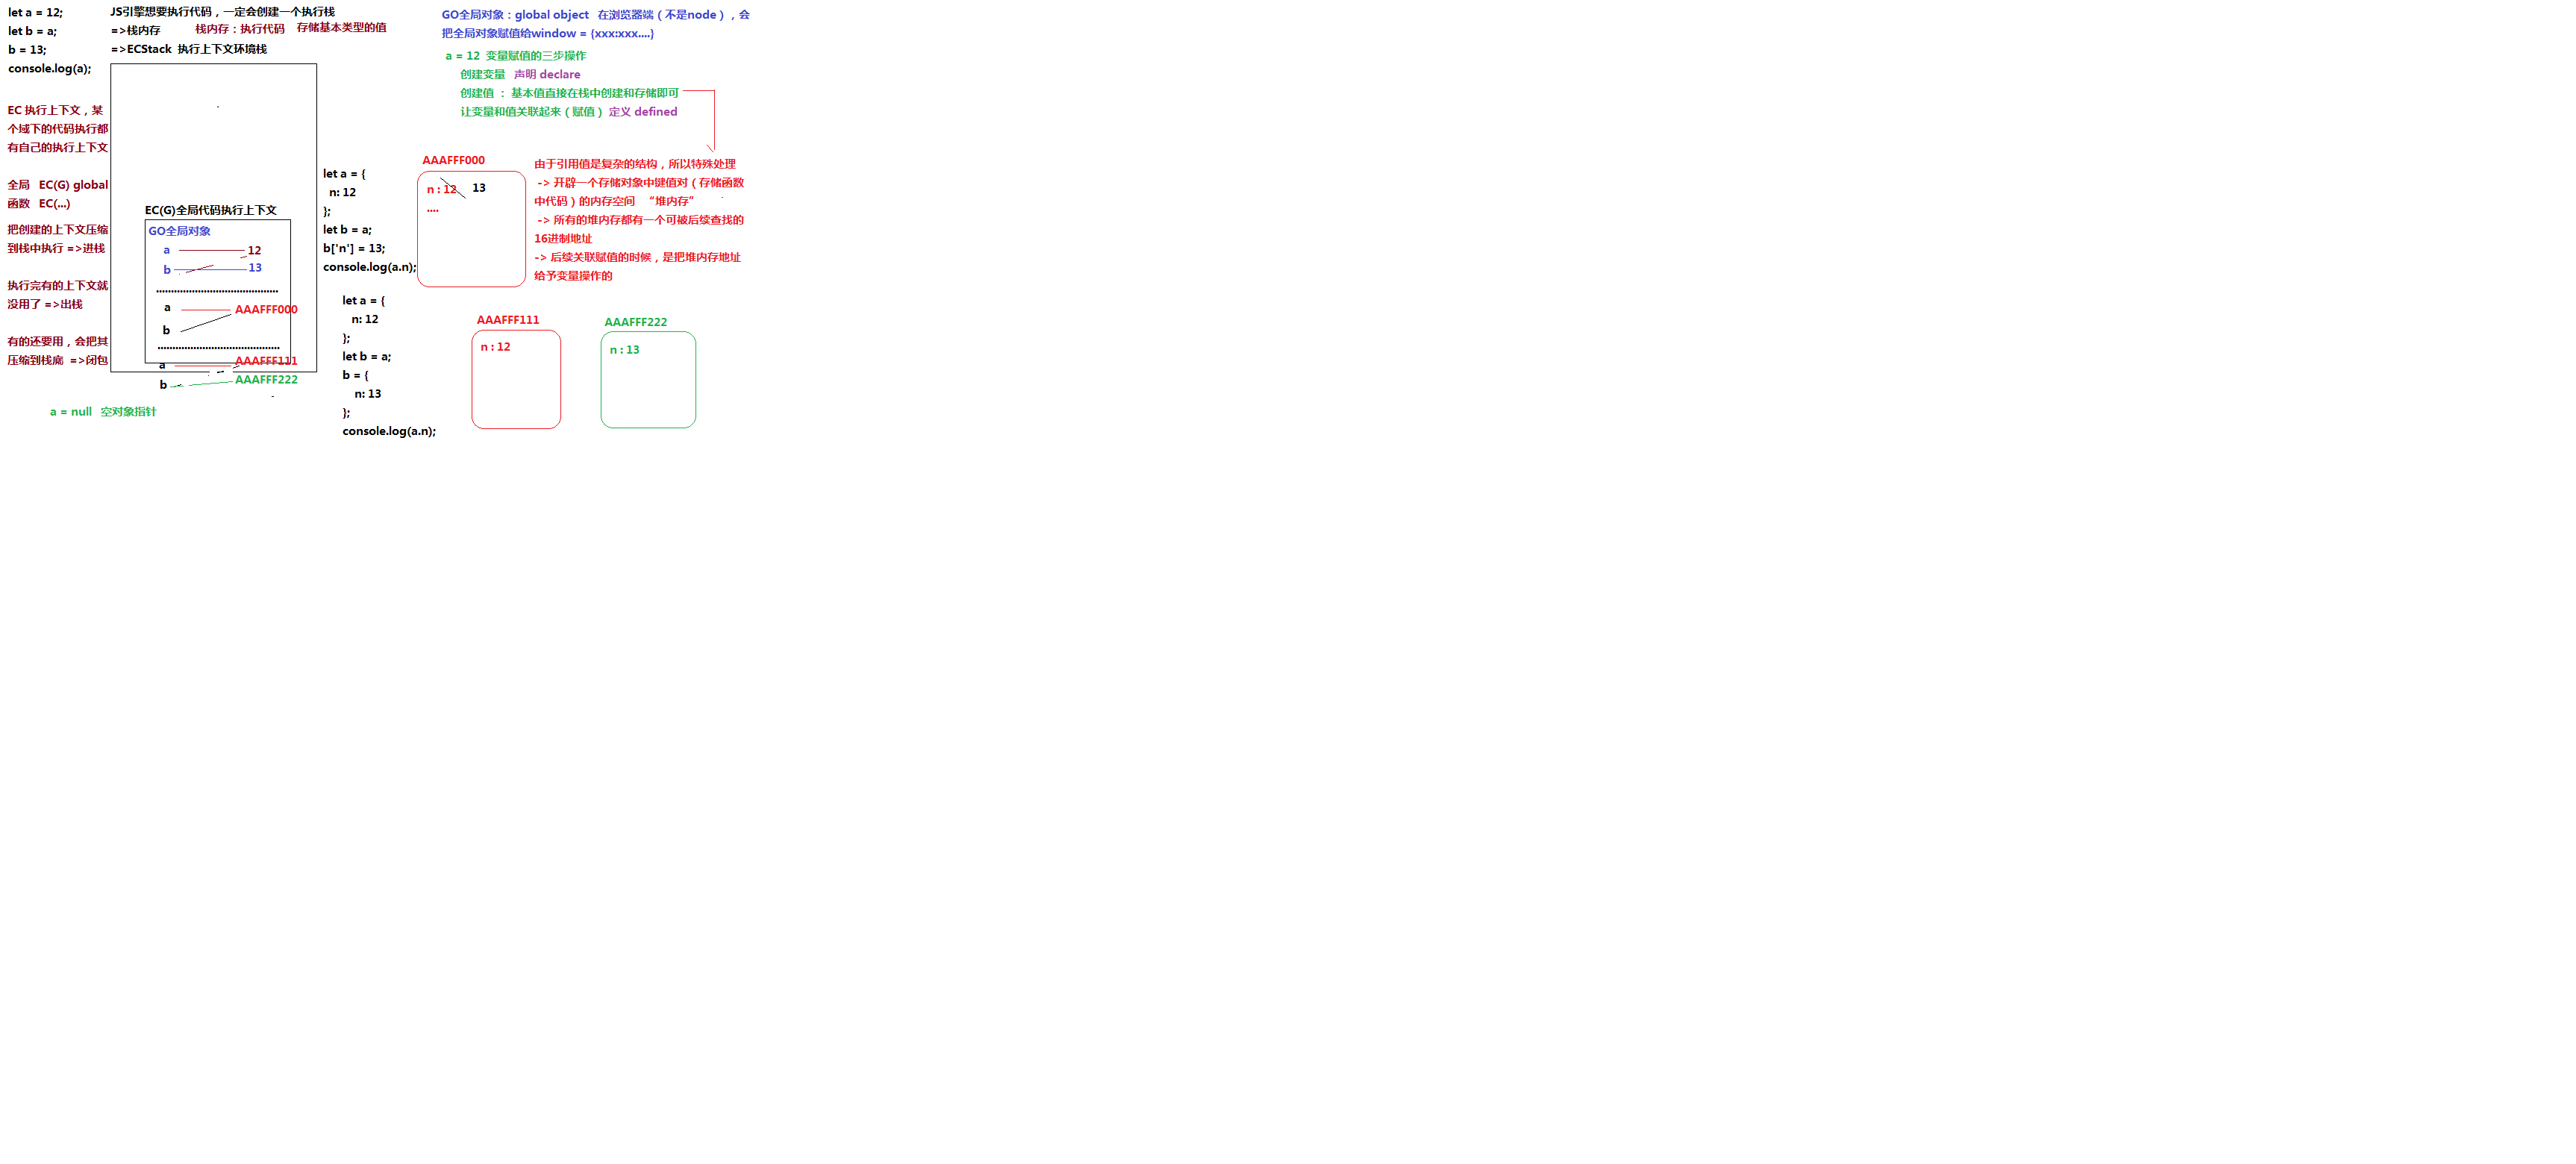 let a = 12;
let b = a;
b = 13;
console.log(a);
JS引擎想要执行代码，一定会创建一个执行栈
=>栈内存 栈内存：执行代码 存储基本类型的值
=>ECStack 执行上下文环境栈
GO全局对象：global object 在浏览器端（不是node），会
把全局对象赋值给window = {xxx:xxx....}
a = 12 变量赋值的三步操作
创建变量 声明 declare
创建值 ： 基本值直接在栈中创建和存储即可
让变量和值关联起来（赋值） 定义 defined
EC 执行上下文，某
个域下的代码执行都
有自己的执行上下文
全局 EC(G) global
函数 EC(...)
把创建的上下文压缩
到栈中执行 =>进栈
执行完有的上下文就
没用了 =>出栈
有的还要用，会把其
压缩到栈底 =>闭包
EC(G)全局代码执行上下文
GO全局对象
a 12
b 13
.........................................
a AAAFFF000
b
.........................................
a AAAFFF111
b AAAFFF222
a = null 空对象指针
let a = {
n: 12
};
let b = a;
b['n'] = 13;
console.log(a.n);
AAAFFF000
n : 12 13
....
由于引用值是复杂的结构，所以特殊处理
-> 开辟一个存储对象中键值对（存储函数
中代码）的内存空间 “堆内存”
-> 所有的堆内存都有一个可被后续查找的
16进制地址
-> 后续关联赋值的时候，是把堆内存地址
给予变量操作的
let a = {
n: 12
};
let b = a;
b = {
n: 13
};
console.log(a.n);
AAAFFF111
n : 12
AAAFFF222
n : 13